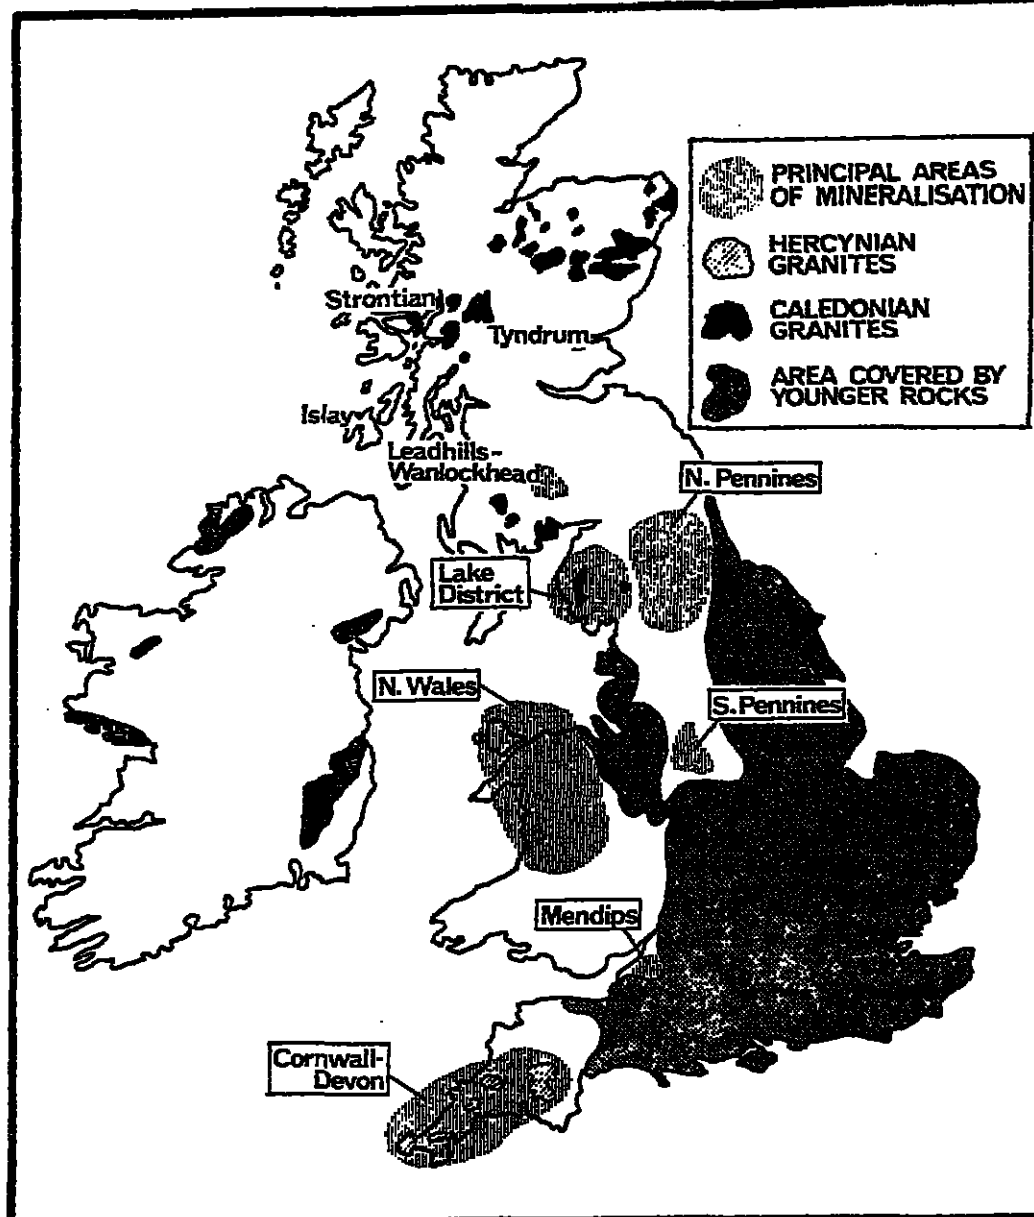 PRINCIPAL AREAS
OF MINERALISATION
HERCYNIAN
GRANITES
CALEDONIAN
GRANITES
AREA COVERED BY
YOUNGER ROCKS
Strontian
Tyndrum
Islay
Leadhills-
Wanlockhead
N. Pennines
Lake
District
N. Wales
S. Pennines
Mendips
Cornwall-
Devon